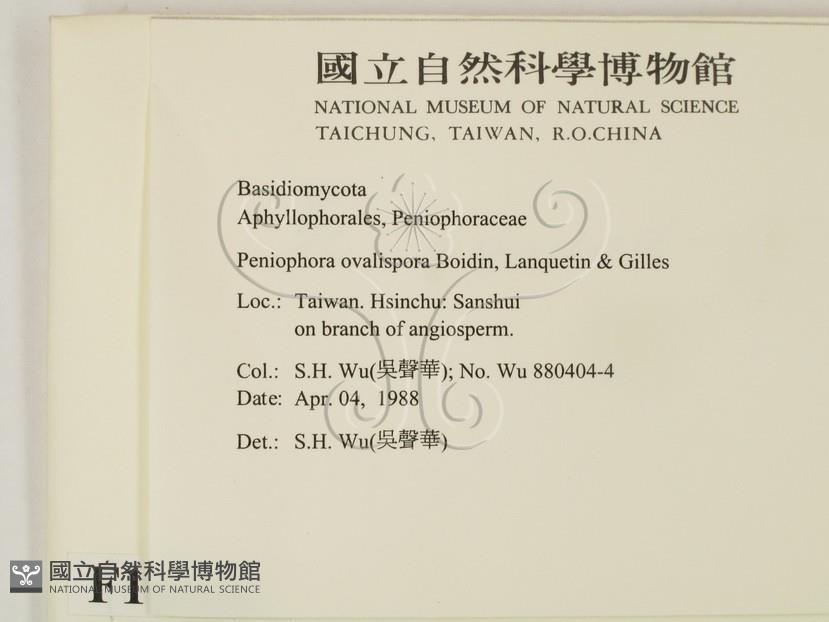 國立自然科學博物館
NATIONAL MUSEUM OF NATURAL SCIENCE
TAICHUNG, TAIWAN, R.O.CHINA
Basidiomycota
Aphyllophorales, Peniophoraceae
Peniophora ovalispora Boidin, Lanquetin & Gilles
Loc.: Taiwan. Hsinchu: Sanshui
on branch of angiosperm.
Col.: S.H. Wu(吳聲華); No. Wu 880404-4
Date: Apr. 04, 1988
Det.: S.H. Wu(吳聲華)
國立自然科學博物館
NATIONAL MUSEUM OF NATURAL SCIENCE